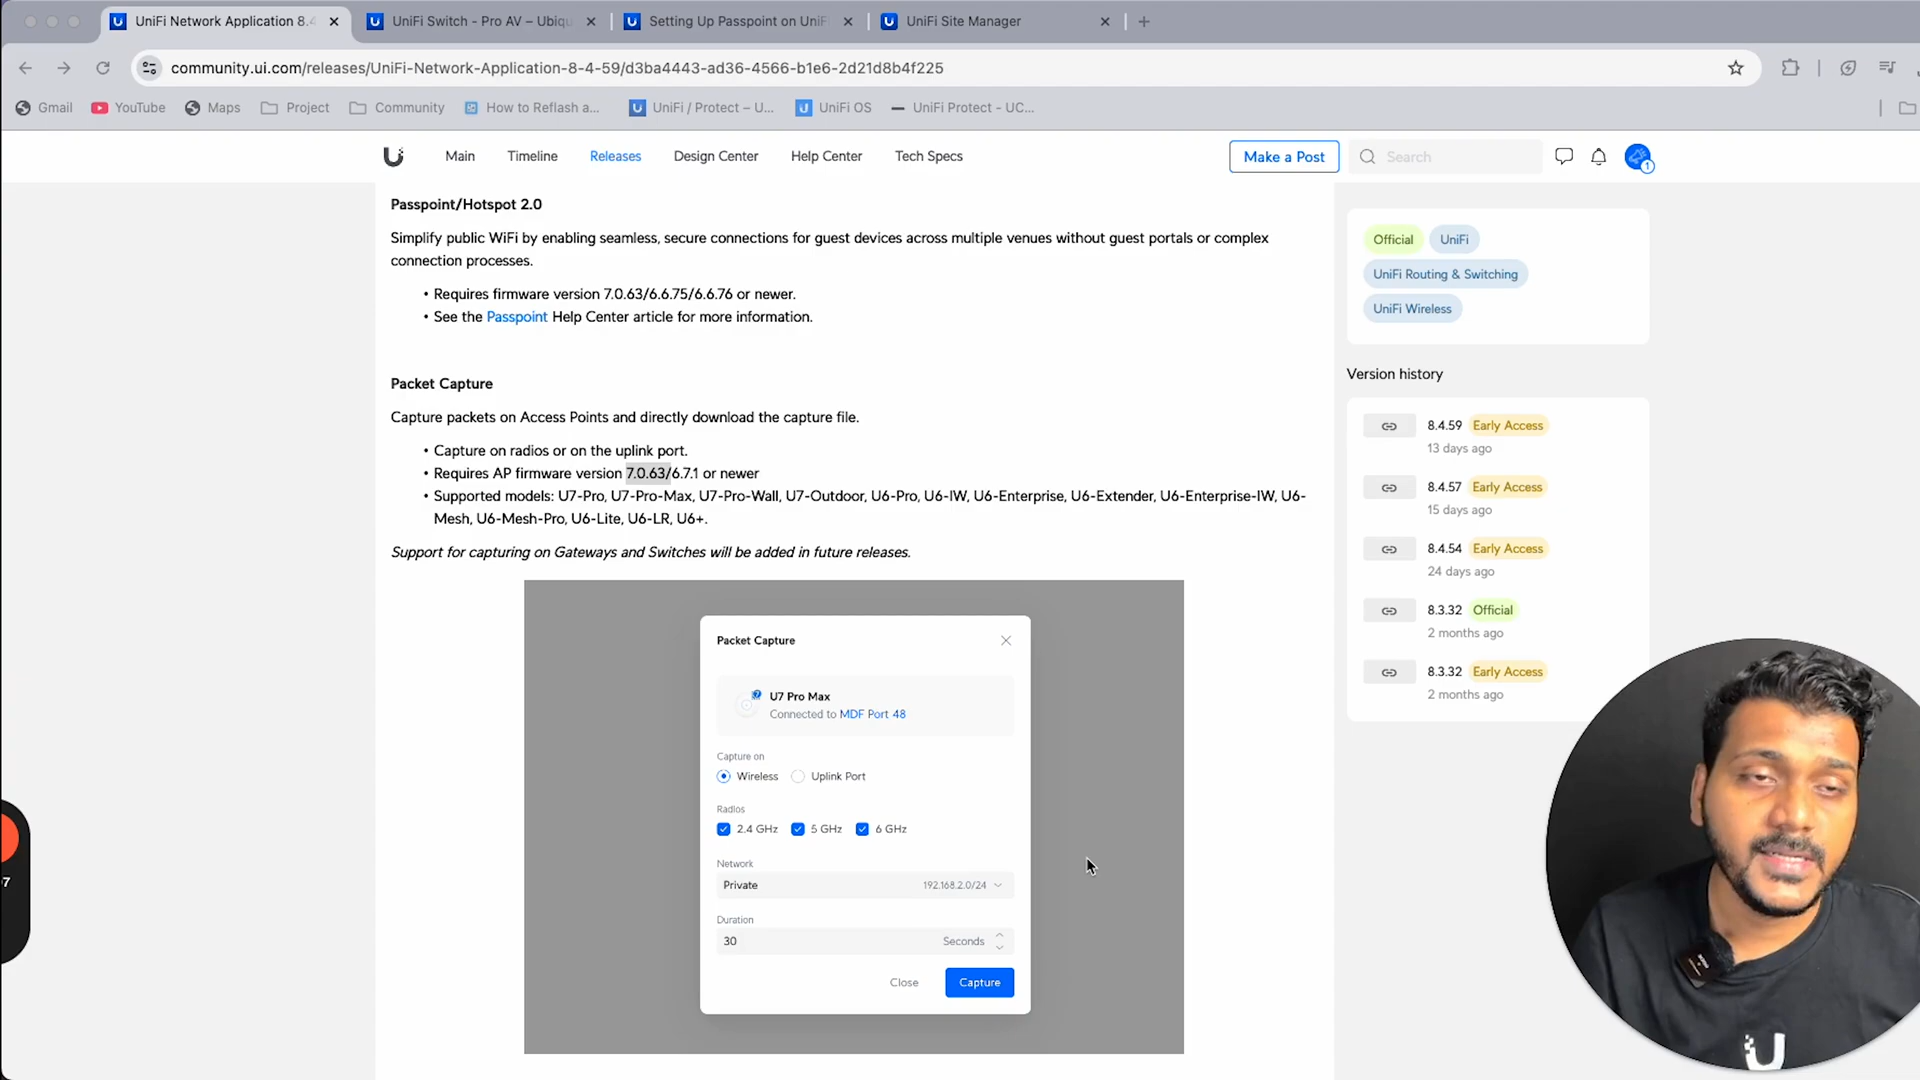 UniFi Network Application 8.4
UniFi Switch - Pro AV – Ubiqu
Setting Up Passpoint on UniF
UniFi Site Manager
community.ui.com/releases/UniFi-Network-Application-8-4-59/d3ba4443-ad36-4566-b1e6-2d21d8b4f225
Gmail
YouTube
Maps
Project
Community
How to Reflash a...
UniFi / Protect – U...
UniFi OS
UniFi Protect - UC...
Main
Timeline
Releases
Design Center
Help Center
Tech Specs
Make a Post
Search
1
Passpoint/Hotspot 2.0
Simplify public WiFi by enabling seamless, secure connections for guest devices across multiple venues without guest portals or complex
connection processes.
• Requires firmware version 7.0.63/6.6.75/6.6.76 or newer.
• See the Passpoint Help Center article for more information.
Packet Capture
Capture packets on Access Points and directly download the capture file.
• Capture on radios or on the uplink port.
• Requires AP firmware version 7.0.63/6.7.1 or newer
• Supported models: U7-Pro, U7-Pro-Max, U7-Pro-Wall, U7-Outdoor, U6-Pro, U6-IW, U6-Enterprise, U6-Extender, U6-Enterprise-IW, U6-
Mesh, U6-Mesh-Pro, U6-Lite, U6-LR, U6+.
Support for capturing on Gateways and Switches will be added in future releases.
Packet Capture
U7 Pro Max
Connected to MDF Port 48
Capture on
Wireless
Uplink Port
Radios
2.4 GHz
5 GHz
6 GHz
Network
Private
192.168.2.0/24
Duration
30
Seconds
Close
Capture
Official
UniFi
UniFi Routing & Switching
UniFi Wireless
Version history
8.4.59 Early Access
13 days ago
8.4.57 Early Access
15 days ago
8.4.54 Early Access
24 days ago
8.3.32 Official
2 months ago
8.3.32 Early Access
2 months ago